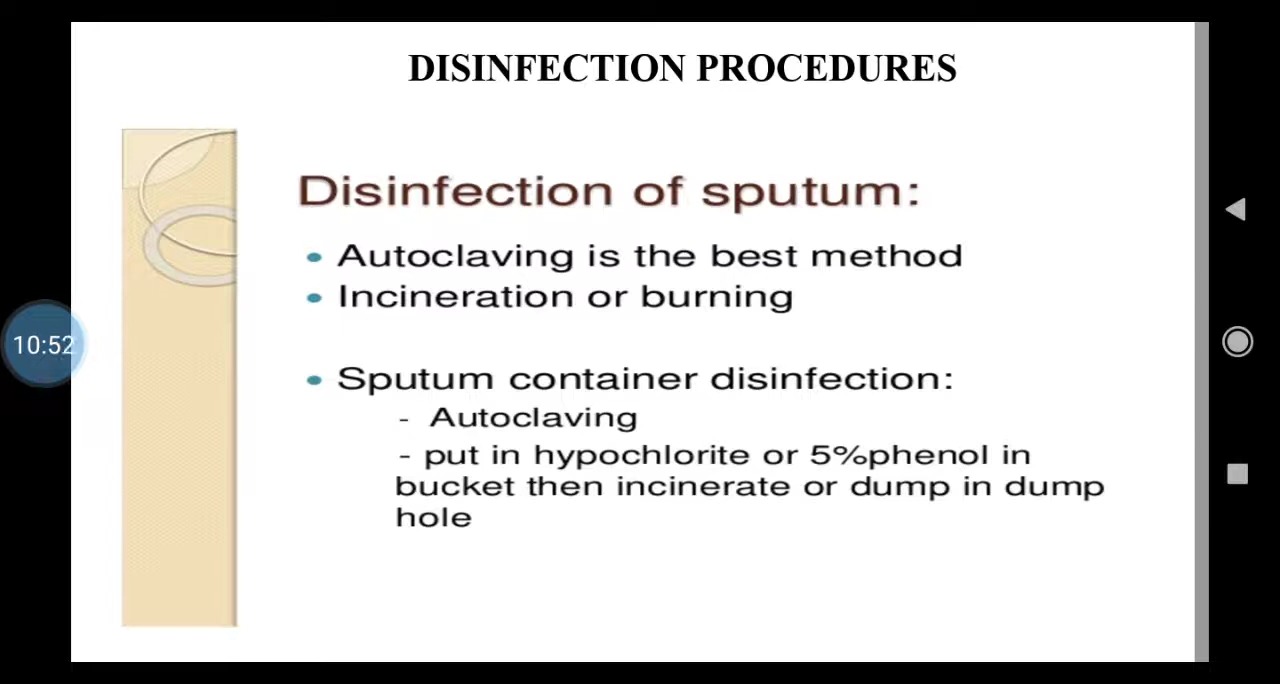 DISINFECTION PROCEDURES
Disinfection of sputum:
• Autoclaving is the best method
• Incineration or burning
10:52
• Sputum container disinfection:
- Autoclaving
- put in hypochlorite or 5%phenol in
bucket then incinerate or dump in dump
hole